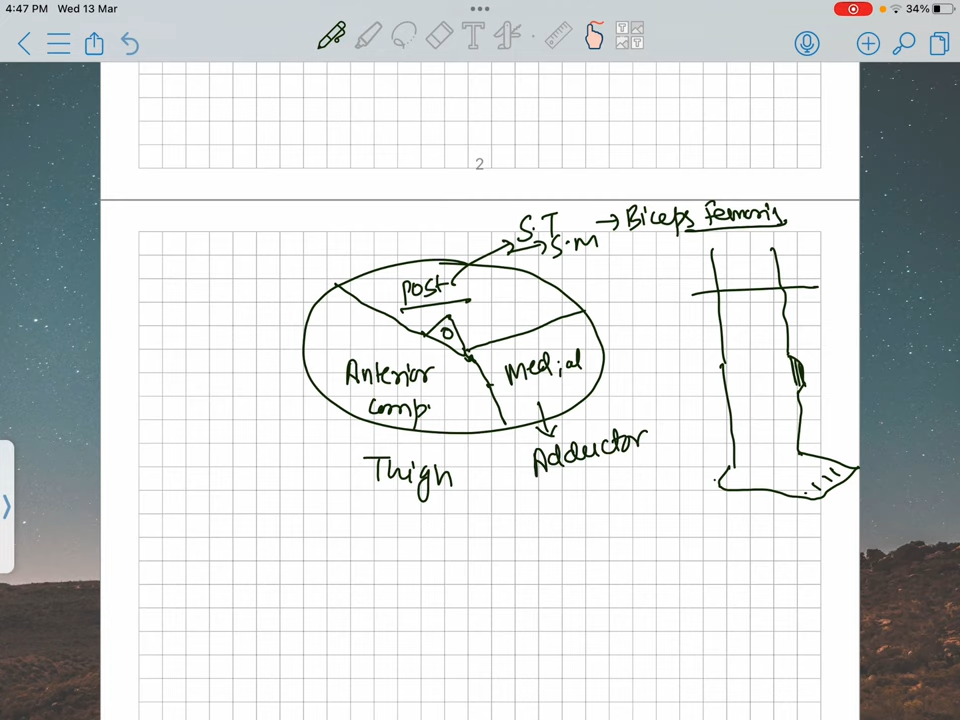 4:47 PM Wed 13 Mar
34%
2
S.T
S.M
→ Biceps femoris
post
Anterior
comp.
Medial
Adductor
Thigh